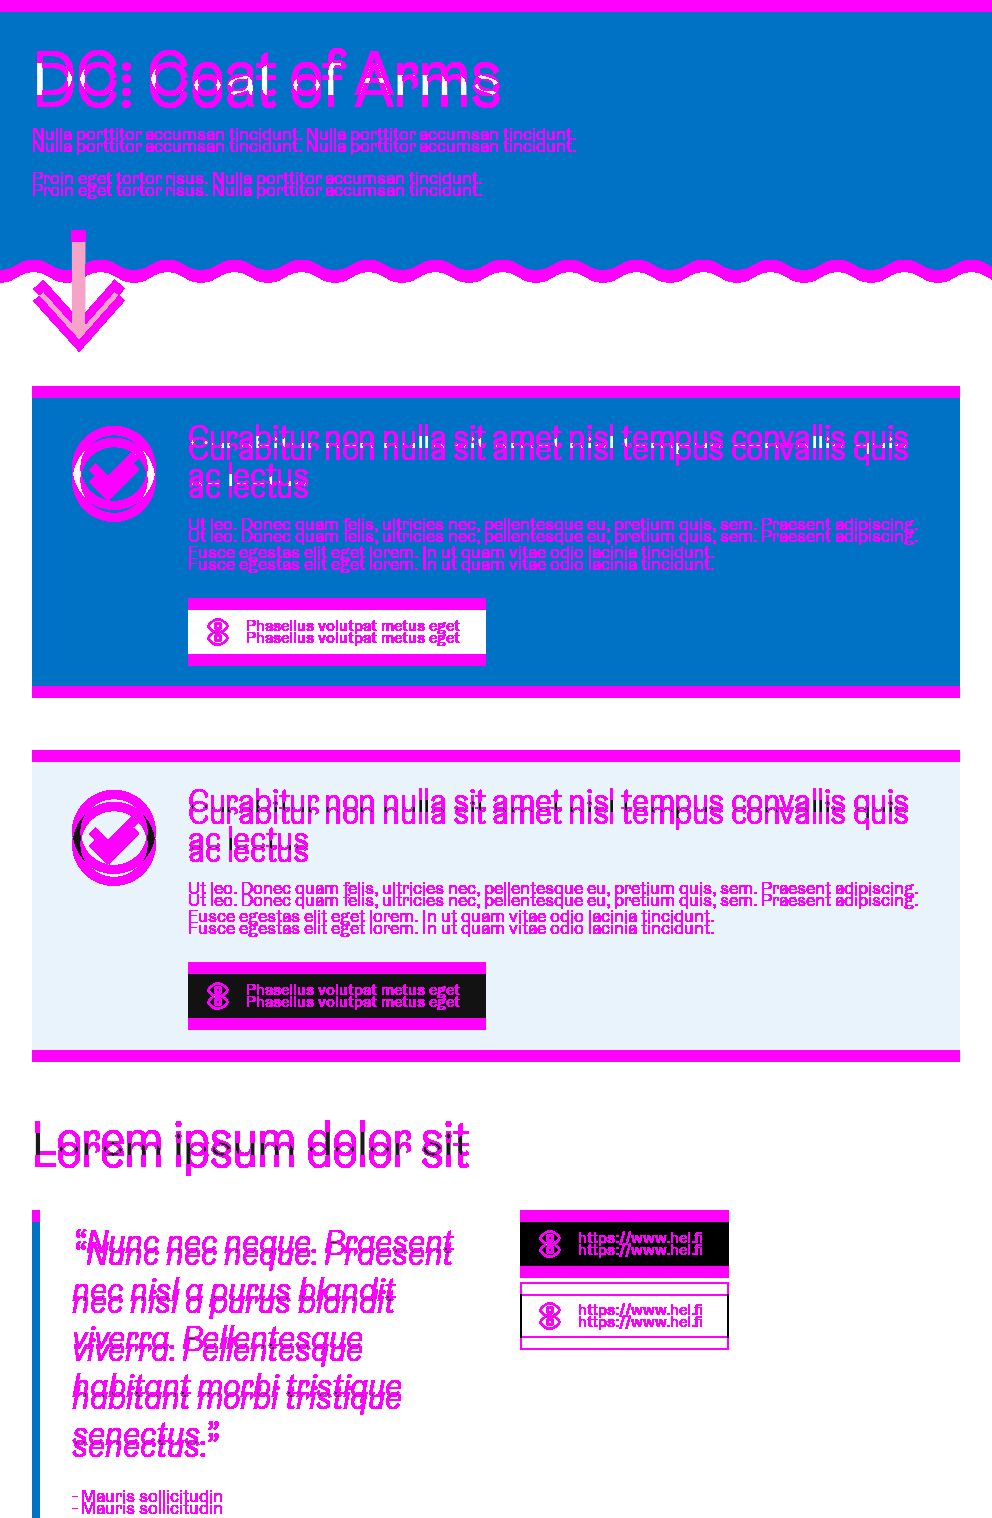 DC: Coat of Arms
Nulla porttitor accumsan tincidunt. Nulla porttitor accumsan tincidunt.
Proin eget tortor risus. Nulla porttitor accumsan tincidunt.
Curabitur non nulla sit amet nisl tempus convallis quis
ac lectus
Ut leo. Donec quam felis, ultricies nec, pellentesque eu, pretium quis, sem. Praesent adipiscing.
Fusce egestas elit eget lorem. In ut quam vitae odio lacinia tincidunt.
Phasellus volutpat metus eget
Curabitur non nulla sit amet nisl tempus convallis quis
ac lectus
Ut leo. Donec quam felis, ultricies nec, pellentesque eu, pretium quis, sem. Praesent adipiscing.
Fusce egestas elit eget lorem. In ut quam vitae odio lacinia tincidunt.
Phasellus volutpat metus eget
Lorem ipsum dolor sit
“Nunc nec neque. Praesent
nec nisl a purus blandit
viverra. Pellentesque
habitant morbi tristique
senectus.”
- Mauris sollicitudin
https://www.hel.fi
https://www.hel.fi